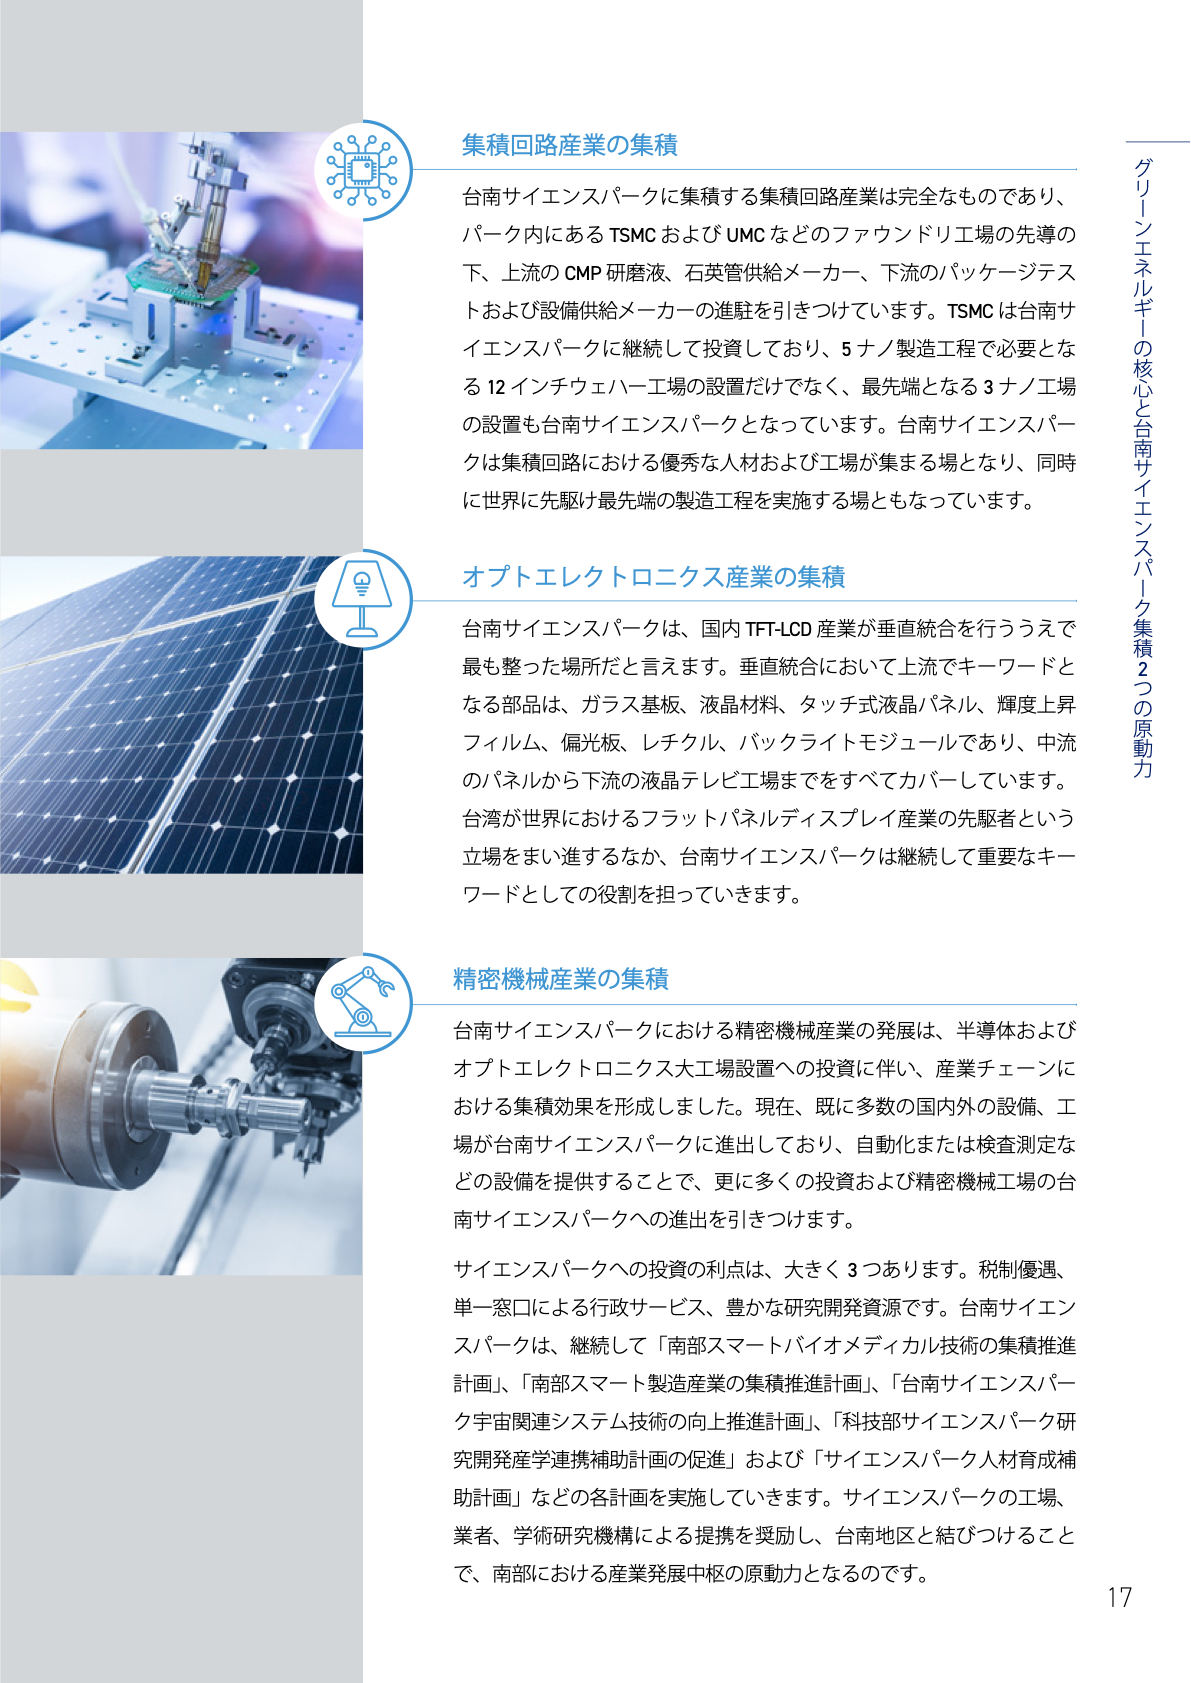 集積回路産業の集積
台南サイエンスパークに集積する集積回路産業は完全なものであり、
パーク内にある TSMC および UMC などのファウンドリ工場の先導の
下、上流の CMP 研磨液、石英管供給メーカー、下流のパッケージテス
トおよび設備供給メーカーの進駐を引きつけています。TSMC は台南サ
イエンスパークに継続して投資しており、5 ナノ製造工程で必要とな
る 12 インチウェハー工場の設置だけでなく、最先端となる 3 ナノ工場
の設置も台南サイエンスパークとなっています。台南サイエンスパー
クは集積回路における優秀な人材および工場が集まる場となり、同時
に世界に先駆け最先端の製造工程を実施する場ともなっています。
オプトエレクトロニクス産業の集積
台南サイエンスパークは、国内 TFT-LCD 産業が垂直統合を行ううえで
最も整った場所だと言えます。垂直統合において上流でキーワードと
なる部品は、ガラス基板、液晶材料、タッチ式液晶パネル、輝度上昇
フィルム、偏光板、レチクル、バックライトモジュールであり、中流
のパネルから下流の液晶テレビ工場までをすべてカバーしています。
台湾が世界におけるフラットパネルディスプレイ産業の先駆者という
立場をまい進するなか、台南サイエンスパークは継続して重要なキー
ワードとしての役割を担っていきます。
精密機械産業の集積
台南サイエンスパークにおける精密機械産業の発展は、半導体および
オプトエレクトロニクス大工場設置への投資に伴い、産業チェーンに
おける集積効果を形成しました。現在、既に多数の国内外の設備、工
場が台南サイエンスパークに進出しており、自動化または検査測定な
どの設備を提供することで、更に多くの投資および精密機械工場の台
南サイエンスパークへの進出を引きつけます。
サイエンスパークへの投資の利点は、大きく 3 つあります。税制優遇、
単一窓口による行政サービス、豊かな研究開発資源です。台南サイエン
スパークは、継続して「南部スマートバイオメディカル技術の集積推進
計画」、「南部スマート製造産業の集積推進計画」、「台南サイエンスパー
ク宇宙関連システム技術の向上推進計画」、「科技部サイエンスパーク研
究開発産学連携補助計画の促進」および「サイエンスパーク人材育成補
助計画」などの各計画を実施していきます。サイエンスパークの工場、
業者、学術研究機構による提携を奨励し、台南地区と結びつけること
で、南部における産業発展中枢の原動力となるのです。
グリーンエネルギーの核心と台南サイエンスパーク集積 2 つの原動力
17